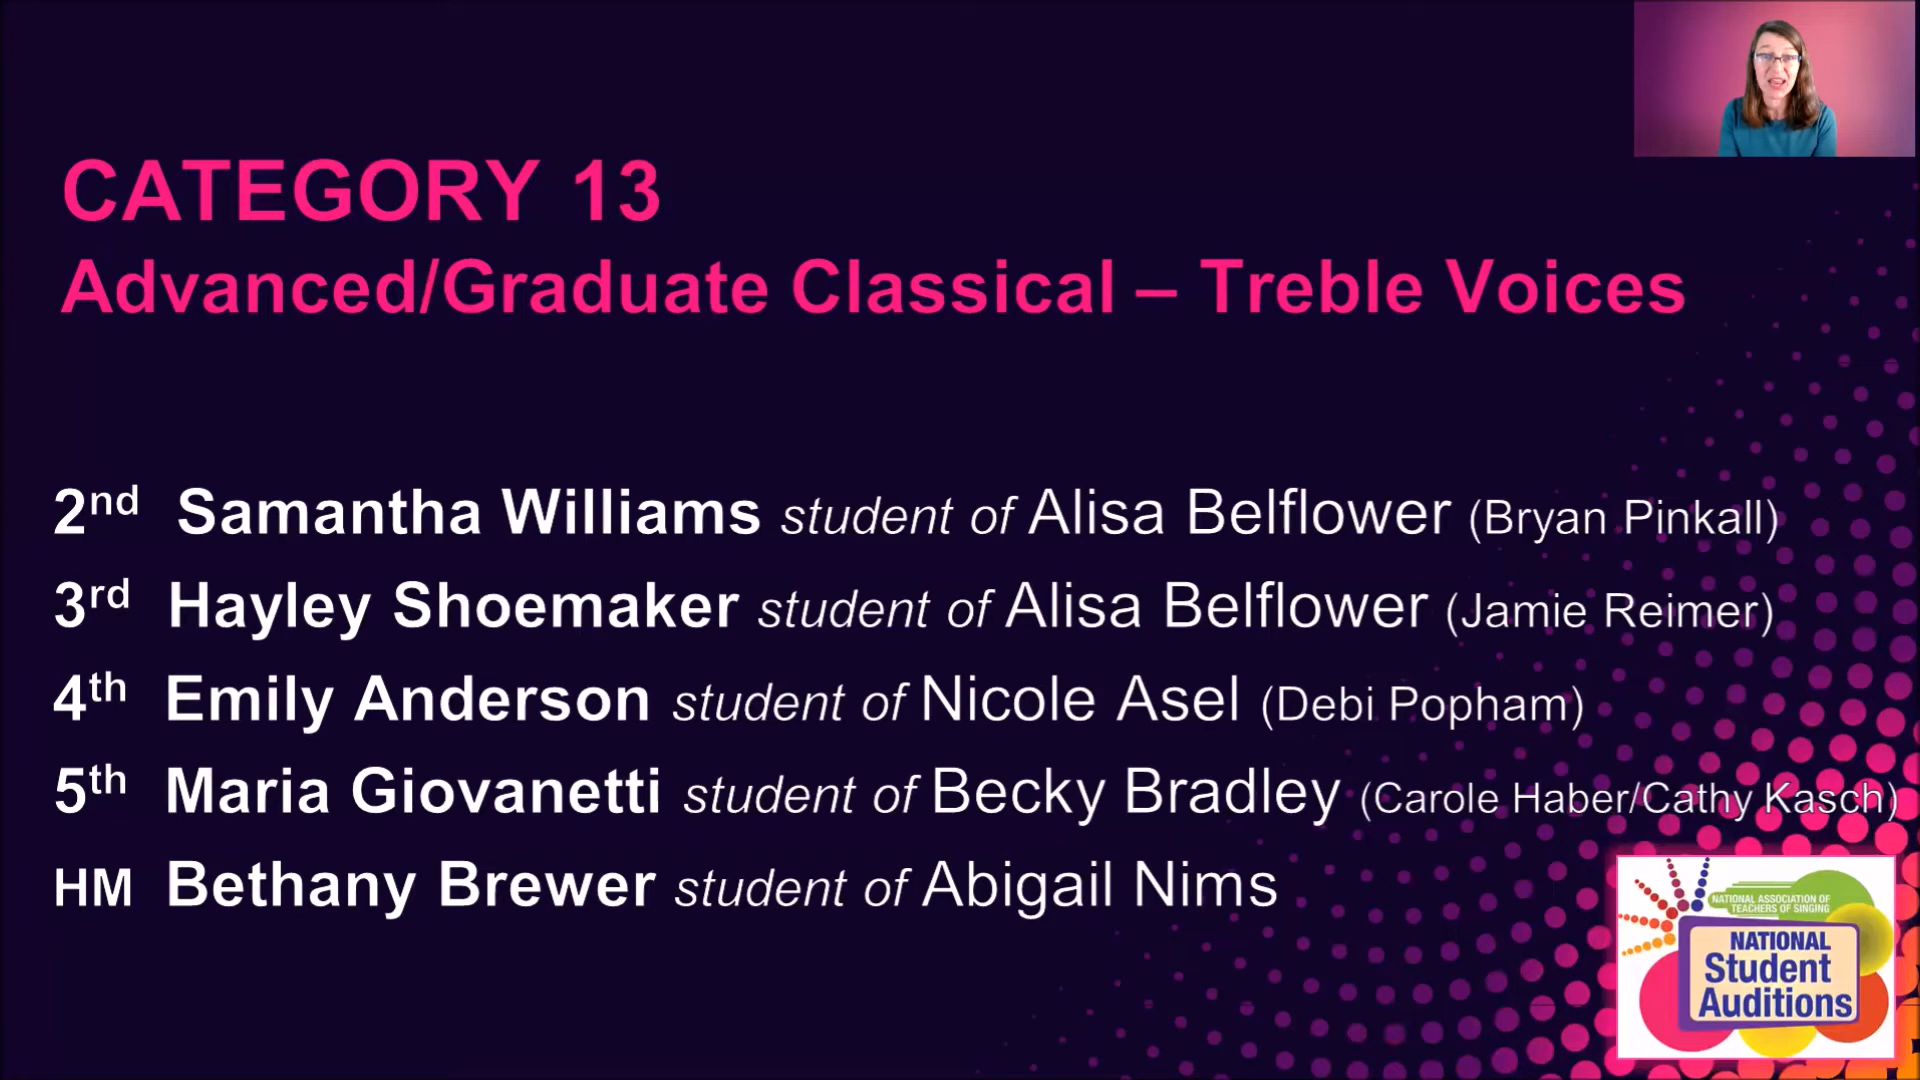 CATEGORY 13
Advanced/Graduate Classical – Treble Voices
2nd Samantha Williams student of Alisa Belflower (Bryan Pinkall)
3rd Hayley Shoemaker student of Alisa Belflower (Jamie Reimer)
4th Emily Anderson student of Nicole Asel (Debi Popham)
5th Maria Giovanetti student of Becky Bradley (Carole Haber/Cathy Kasch)
HM Bethany Brewer student of Abigail Nims
NATIONAL ASSOCIATION OF
TEACHERS OF SINGING
NATIONAL
Student
Auditions